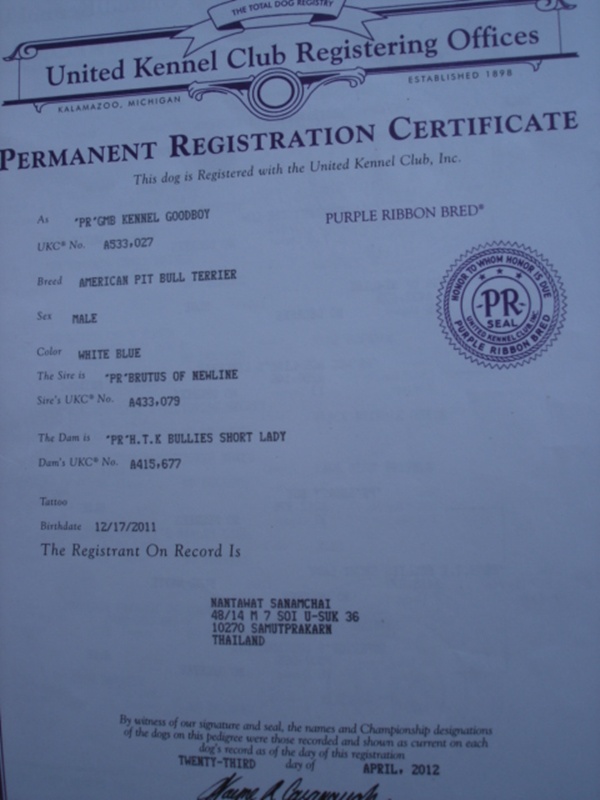 THE TOTAL DOG REGISTRY
United Kennel Club Registering Offices
KALAMAZOO, MICHIGAN
ESTABLISHED 1898
PERMANENT REGISTRATION CERTIFICATE
This dog is Registered with the United Kennel Club, Inc.
As 'PR'GMB KENNEL GOODBOY
PURPLE RIBBON BRED®
UKC® No. A533,027
HONOR TO WHOM HONOR IS DUE
-PR-
SEAL
UNITED KENNEL CLUB, INC.
PURPLE RIBBON BRED
Breed AMERICAN PIT BULL TERRIER
Sex MALE
Color WHITE BLUE
The Sire is 'PR'BRUTUS OF NEWLINE
Sire's UKC® No. A433,079
The Dam is 'PR'H.T.K BULLIES SHORT LADY
Dam's UKC® No. A415,677
Tattoo
Birthdate 12/17/2011
The Registrant On Record Is
NANTAWAT SANAMCHAI
48/14 M 7 SOI U-SUK 36
10270 SAMUTPRAKARN
THAILAND
By witness of our signature and seal, the names and Championship designations
of the dogs on this pedigree were those recorded and shown as current on each
dog's record as of the day of this registration
TWENTY-THIRD day of APRIL, 2012